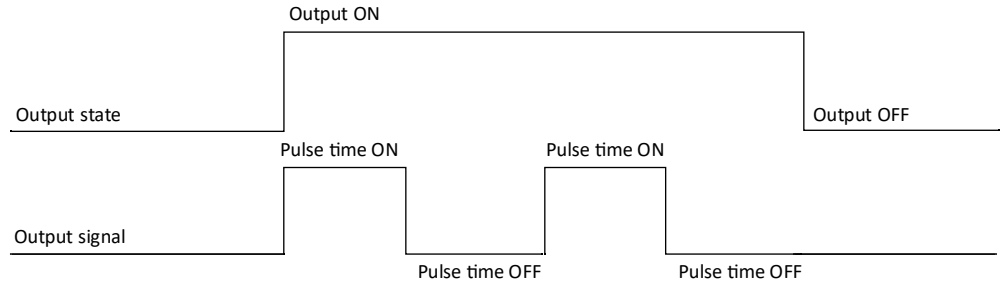 Output ON
Output state
Output OFF
Pulse time ON
Pulse time ON
Output signal
Pulse time OFF
Pulse time OFF